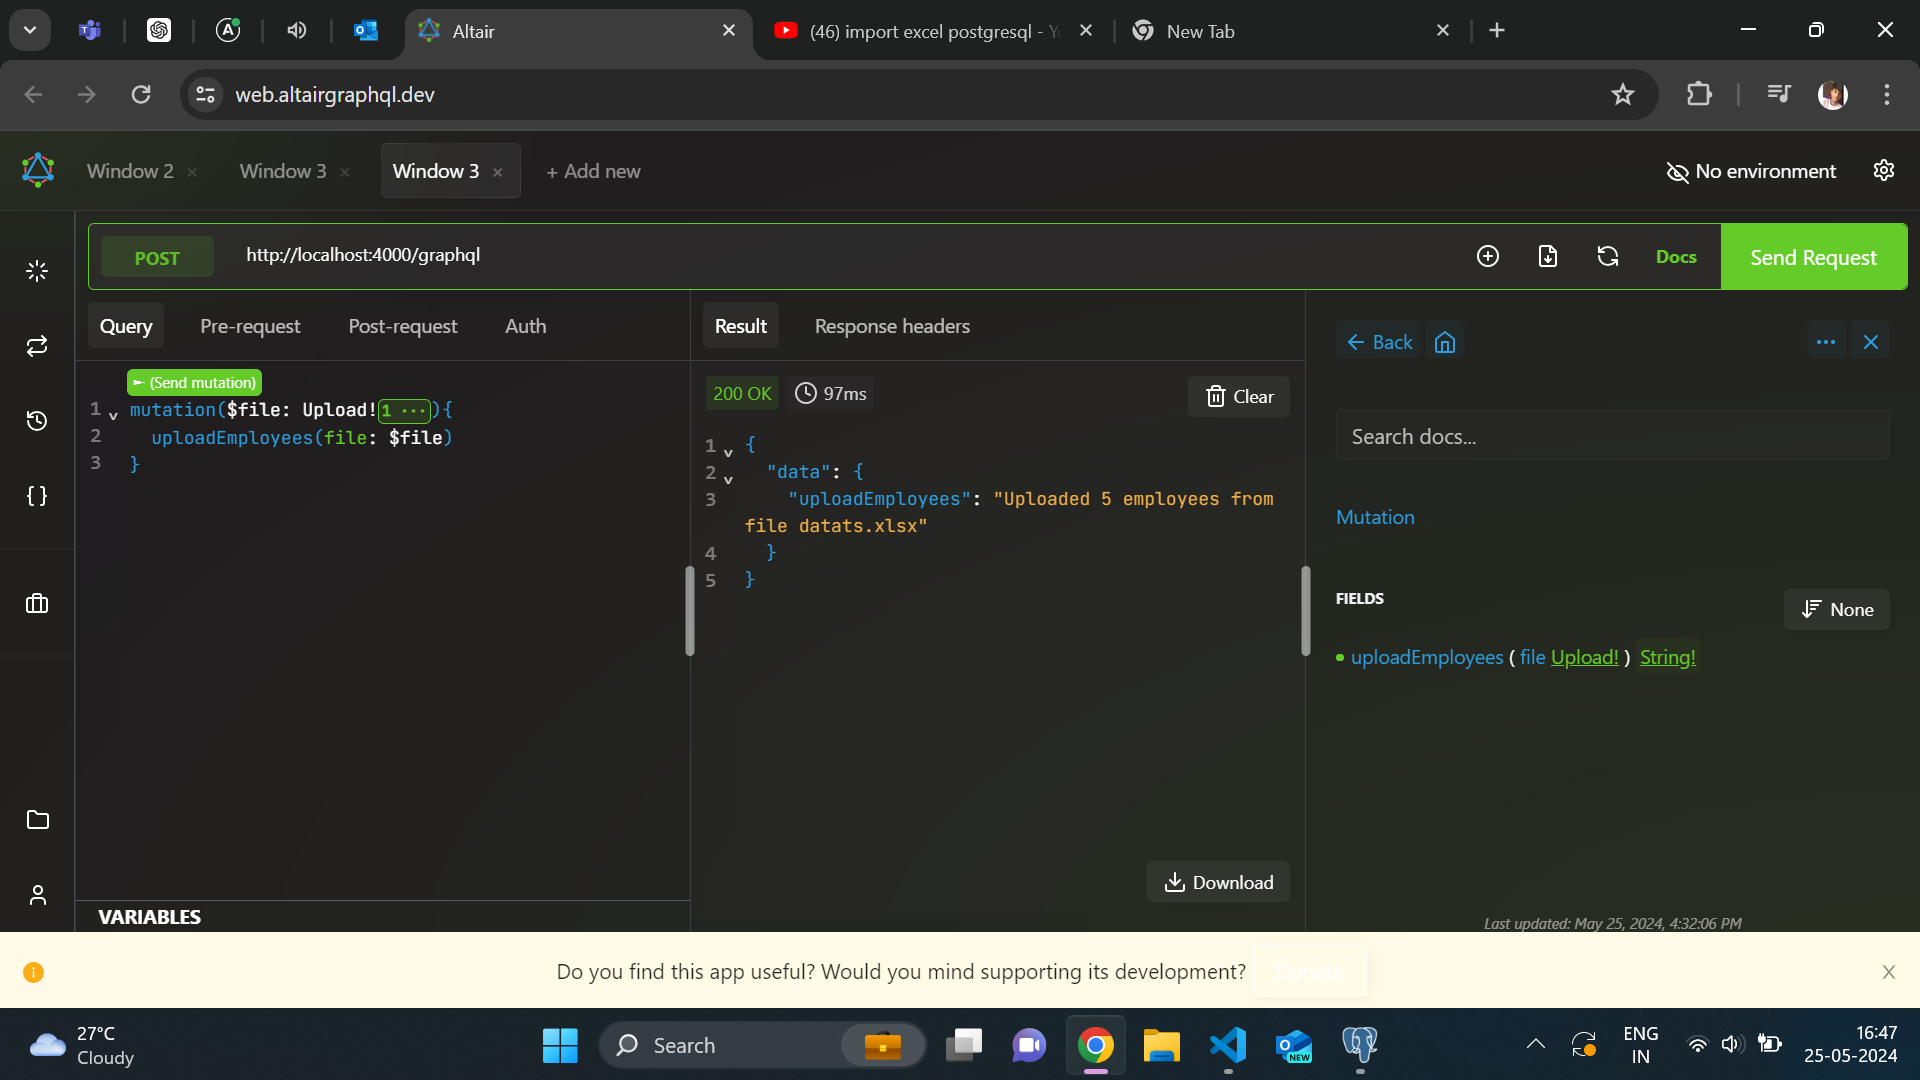 Altair
(46) import excel postgresql - Yo
New Tab
web.altairgraphql.dev
Window 2
Window 3
Window 3
+ Add new
No environment
POST
http://localhost:4000/graphql
Docs
Send Request
Query
Pre-request
Post-request
Auth
(Send mutation)
1 mutation($file: Upload!1 ···){
2 uploadEmployees(file: $file)
3 }
VARIABLES
Result
Response headers
200 OK
97ms
Clear
1 {
2 "data": {
3 "uploadEmployees": "Uploaded 5 employees from
file datats.xlsx"
4 }
5 }
Download
Back
Search docs...
Mutation
FIELDS
None
uploadEmployees ( file Upload! ) String!
Last updated: May 25, 2024, 4:32:06 PM
Do you find this app useful? Would you mind supporting its development?
Donate
27°C
Cloudy
Search
NEW
ENG
IN
16:47
25-05-2024